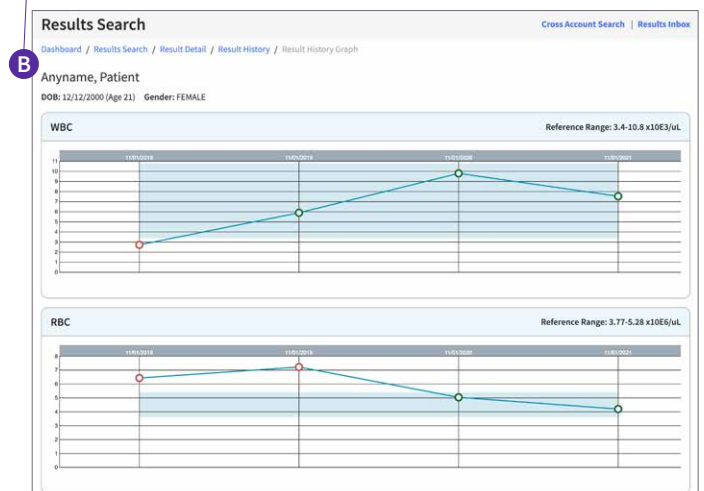 Results Search
Cross Account Search | Results Inbox
Dashboard / Results Search / Result Detail / Result History / Result History Graph
B
Anyname, Patient
DOB: 12/12/2000 (Age 21) Gender: FEMALE
WBC
Reference Range: 3.4-10.8 x10E3/uL
11/01/2018 11/01/2019 11/01/2020 11/01/2021
11
10
9
8
7
6
5
4
3
2
1
0
RBC
Reference Range: 3.77-5.28 x10E6/uL
11/01/2018 11/01/2019 11/01/2020 11/01/2021
8
7
6
5
4
3
2
1
0